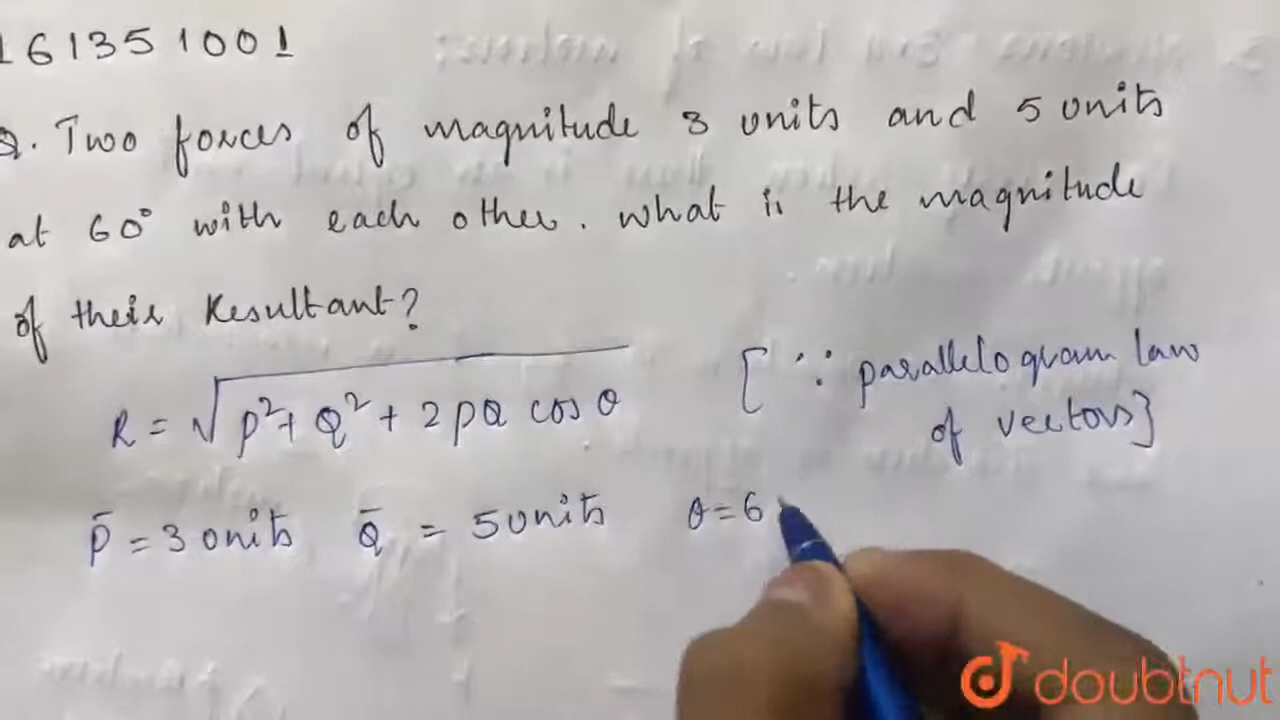 161351001
Q. Two forces of magnitude 3 units and 5 units
at 60° with each other. What is the magnitude
of their Resultant?
R = √(P² + Q² + 2PQ cos θ) [∵ parallelogram law
of vectors]
P̄ = 3 units Q̄ = 5 units θ = 6
doubtnut